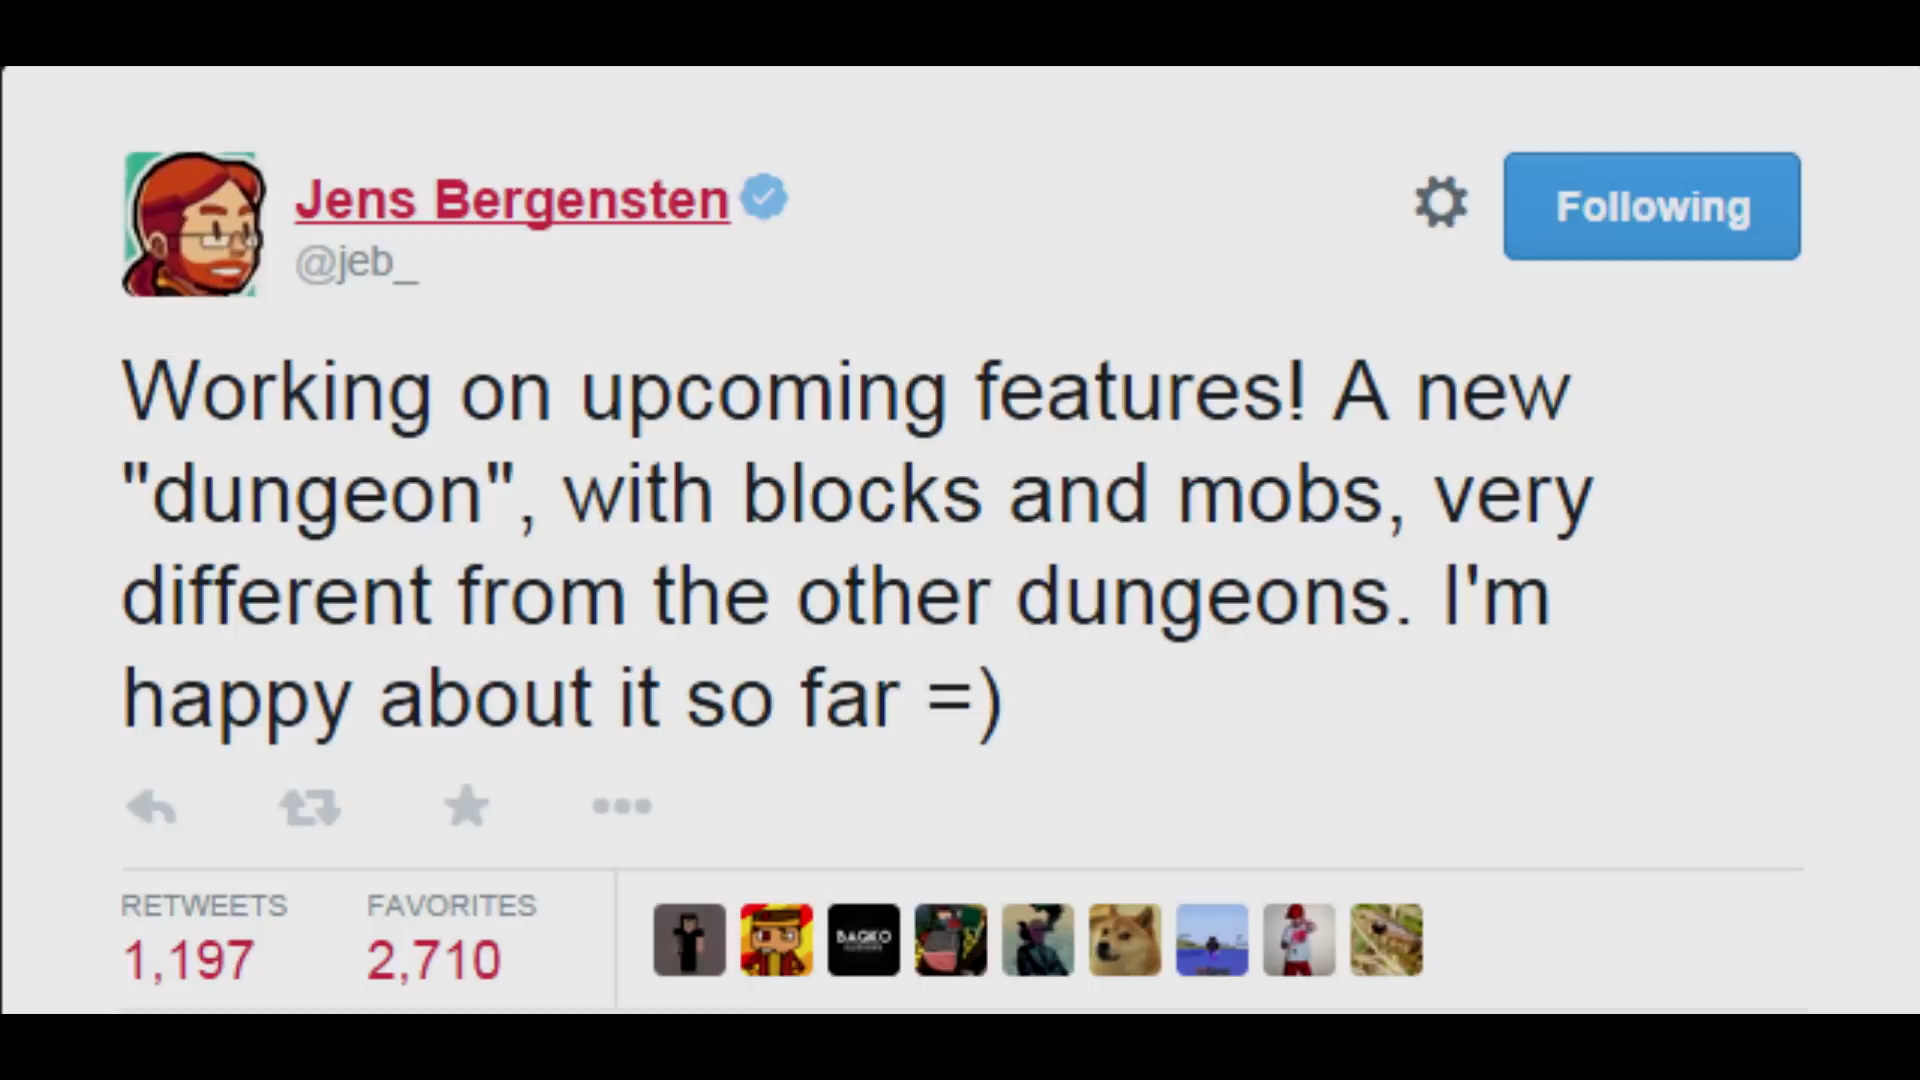 Jens Bergensten
@jeb_
Following
Working on upcoming features! A new
"dungeon", with blocks and mobs, very
different from the other dungeons. I'm
happy about it so far =)
RETWEETS FAVORITES
1,197 2,710
BAGKO